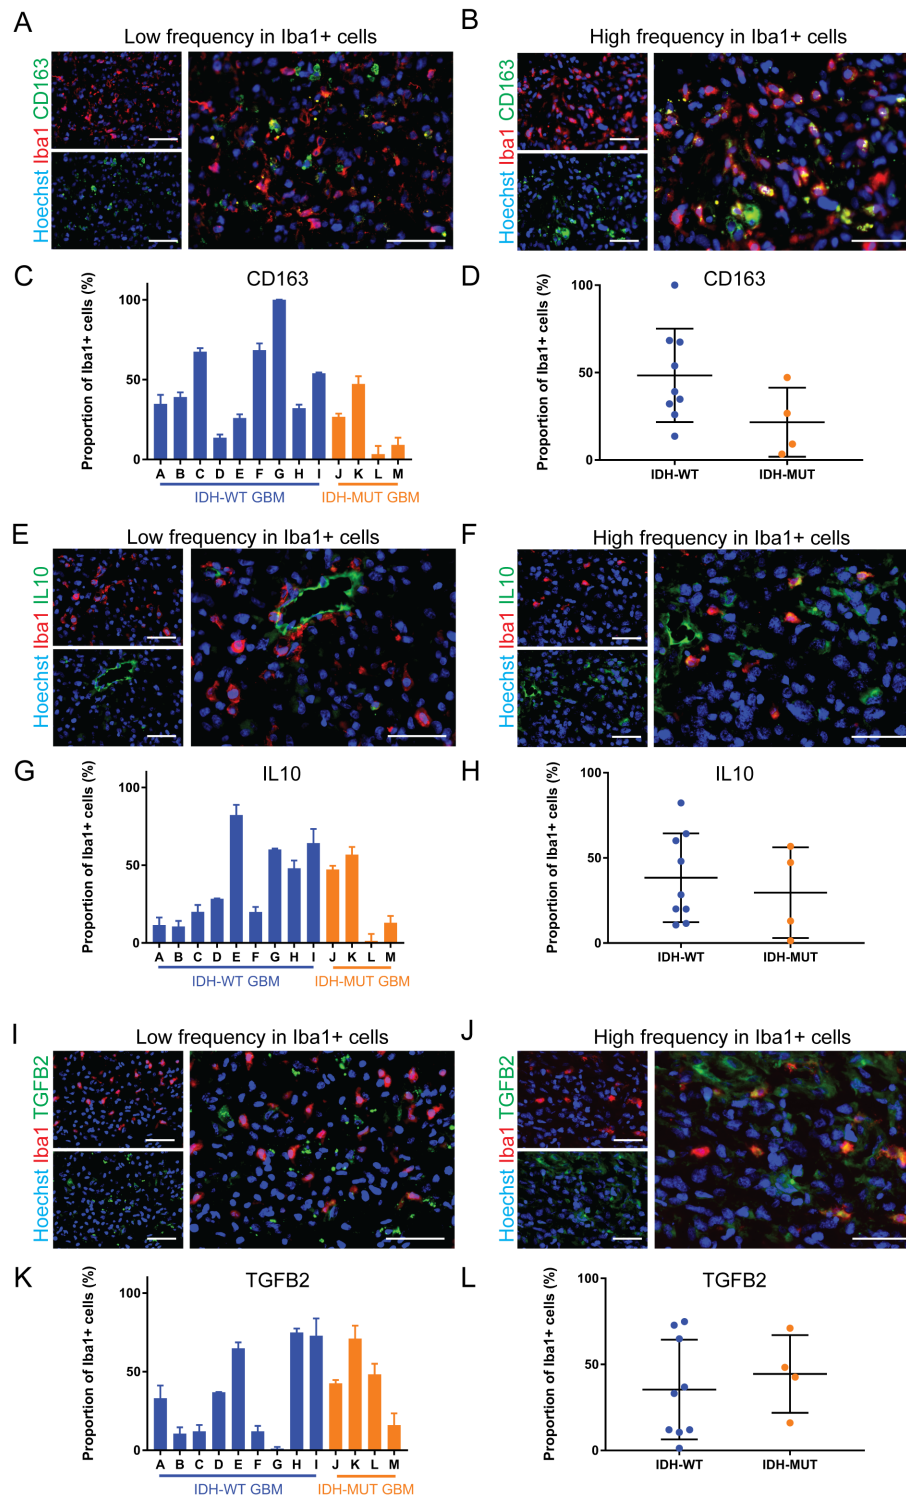 A
B
Low frequency in Iba1+ cells
High frequency in Iba1+ cells
Hoechst Iba1 CD163
Hoechst Iba1 CD163
C
D
CD163
CD163
Proportion of Iba1+ cells (%)
100
50
0
A B C D E F G H I J K L M
IDH-WT GBM
IDH-MUT GBM
Proportion of Iba1+ cells (%)
100
50
0
IDH-WT
IDH-MUT
E
F
Low frequency in Iba1+ cells
High frequency in Iba1+ cells
Hoechst Iba1 IL10
Hoechst Iba1 IL10
G
H
IL10
IL10
Proportion of Iba1+ cells (%)
100
50
0
A B C D E F G H I J K L M
IDH-WT GBM
IDH-MUT GBM
Proportion of Iba1+ cells (%)
100
50
0
IDH-WT
IDH-MUT
I
J
Low frequency in Iba1+ cells
High frequency in Iba1+ cells
Hoechst Iba1 TGFB2
Hoechst Iba1 TGFB2
K
L
TGFB2
TGFB2
Proportion of Iba1+ cells (%)
100
50
0
A B C D E F G H I J K L M
IDH-WT GBM
IDH-MUT GBM
Proportion of Iba1+ cells (%)
100
50
0
IDH-WT
IDH-MUT